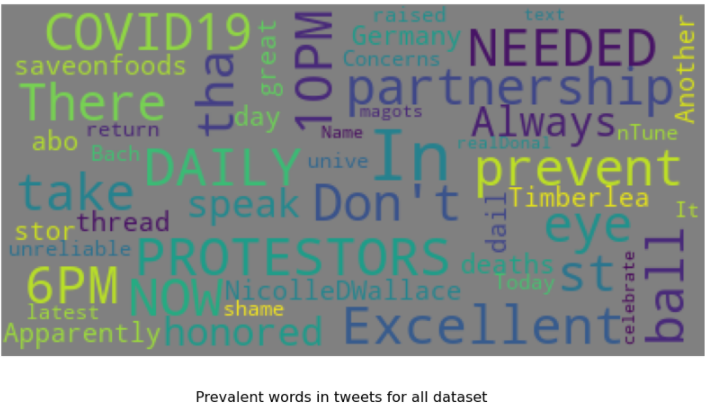 COVID19
great
10PM
raised
text
Germany
NEEDED
Another
saveonfoods
tha
Concerns
partnership
There
day
magots
Always
nTune
abo
return
Name
In
realDonal
Bach
DAILY
unive
prevent
take
speak
Don't
dail
Timberlea
It
stor
thread
eye
unreliable
PROTESTORS
deaths
st
ball
6PM
NOW
NicolleDWallace
Today
celebrate
latest
shame
Apparently
honored
Excellent
Prevalent words in tweets for all dataset